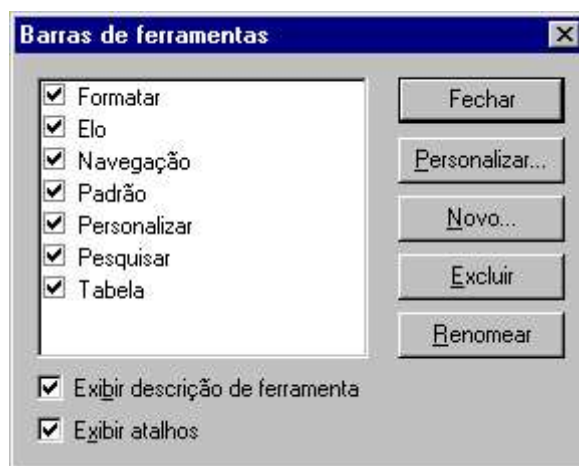 Barras de ferramentas
Formatar
Elo
Navegação
Padrão
Personalizar
Pesquisar
Tabela
Fechar
Personalizar...
Novo...
Excluir
Renomear
Exibir descrição de ferramenta
Exibir atalhos